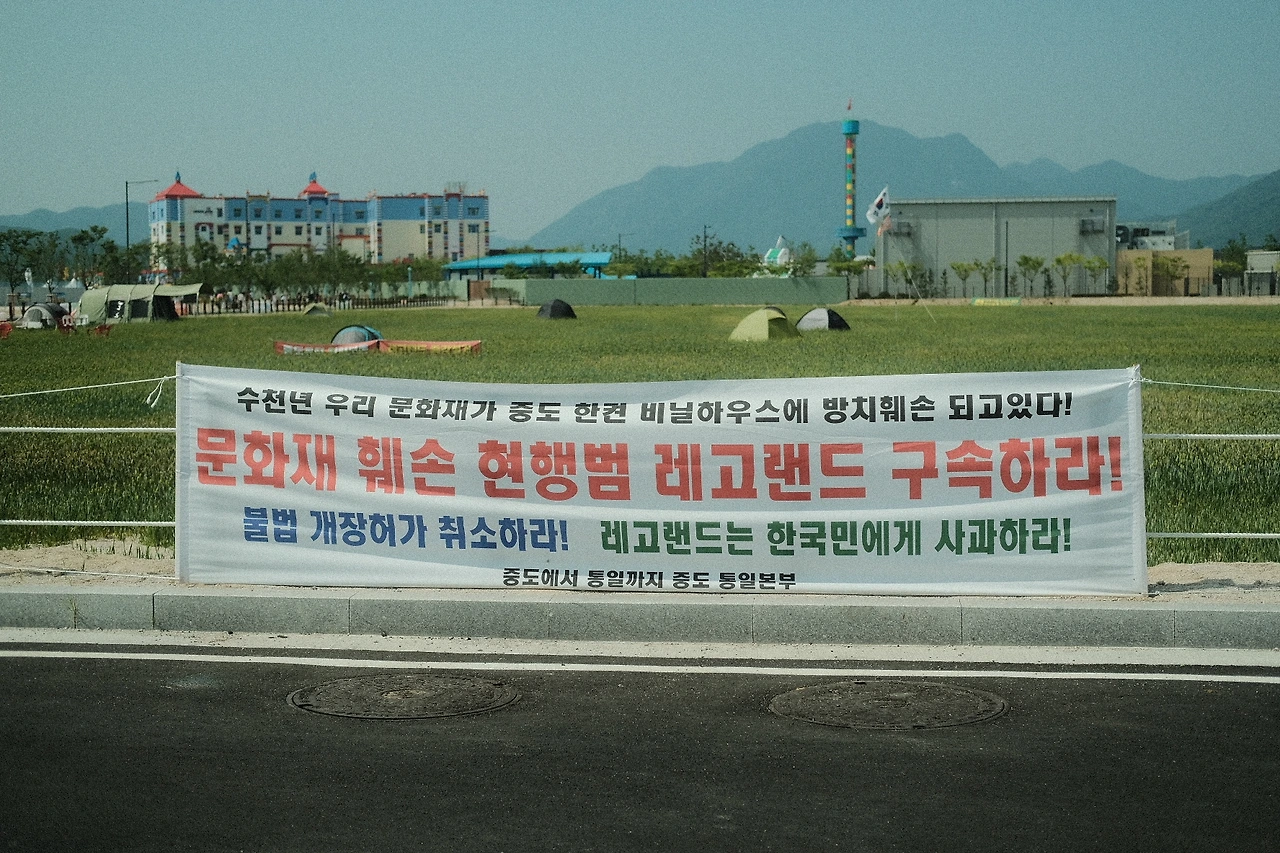 수천년 우리 문화재가 중도 한켠 비닐하우스에 방치훼손 되고있다!
문화재 훼손 현행범 레고랜드 구속하라!
불법 개장허가 취소하라! 레고랜드는 한국민에게 사과하라!
중도에서 통일까지 중도 통일본부